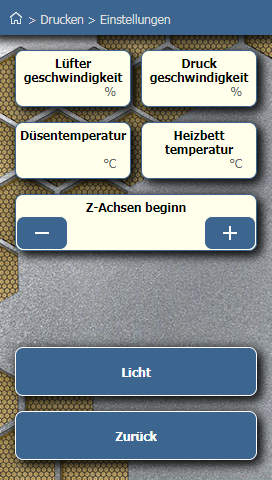 > Drucken > Einstellungen
Lüfter
geschwindigkeit
%
Druck
geschwindigkeit
%
Düsentemperatur
°C
Heizbett
temperatur
°C
Z-Achsen beginn
− +
Licht
Zurück